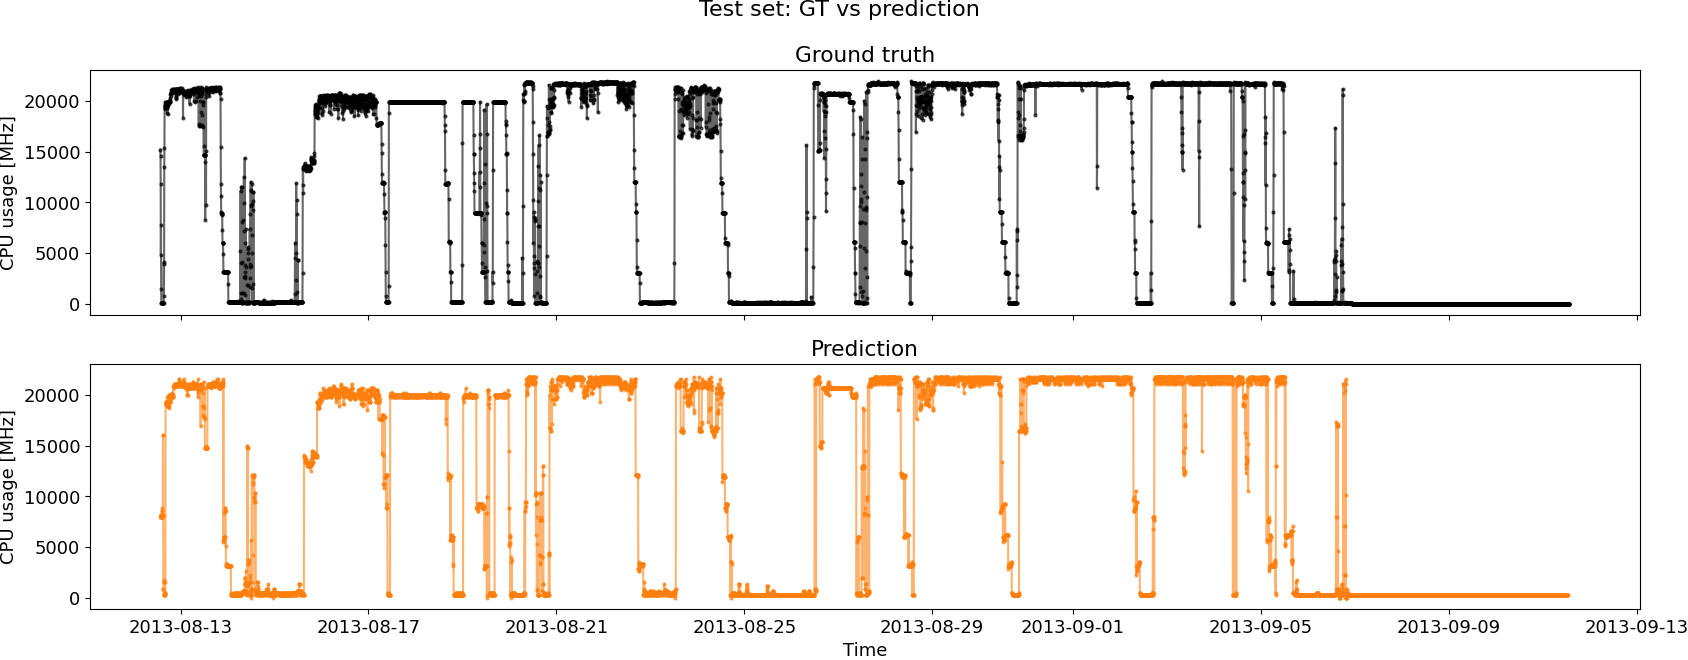 Test set: GT vs prediction
Ground truth
CPU usage [MHz]
20000
15000
10000
5000
0
Prediction
CPU usage [MHz]
20000
15000
10000
5000
0
2013-08-13 2013-08-17 2013-08-21 2013-08-25 2013-08-29 2013-09-01 2013-09-05 2013-09-09 2013-09-13
Time